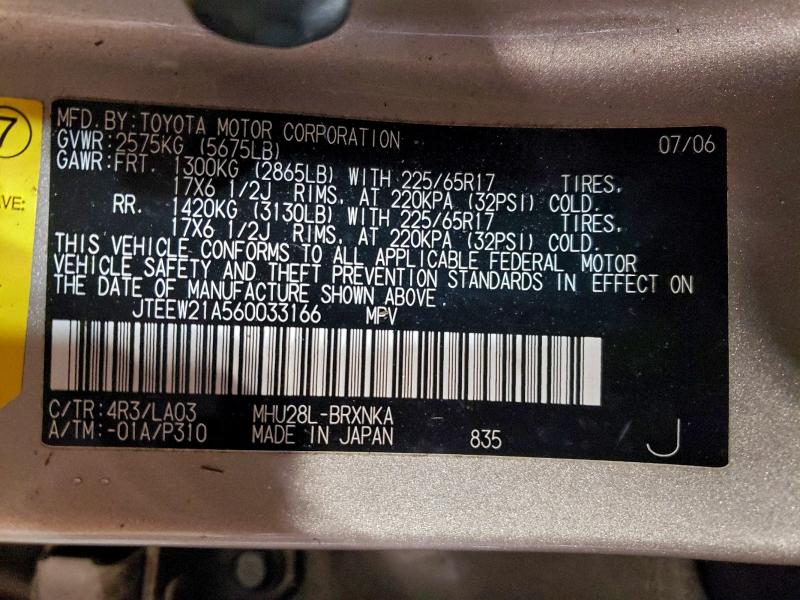 7
AVE:
MFD. BY: TOYOTA MOTOR CORPORATION 07/06
GVWR: 2575KG (5675LB)
GAWR: FRT. 1300KG (2865LB) WITH 225/65R17 TIRES,
17X6 1/2J RIMS, AT 220KPA (32PSI) COLD.
RR. 1420KG (3130LB) WITH 225/65R17 TIRES,
17X6 1/2J RIMS, AT 220KPA (32PSI) COLD.
THIS VEHICLE CONFORMS TO ALL APPLICABLE FEDERAL MOTOR
VEHICLE SAFETY AND THEFT PREVENTION STANDARDS IN EFFECT ON
THE DATE OF MANUFACTURE SHOWN ABOVE
JTEEW21A560033166 MPV
C/TR: 4R3/LA03 MHU28L-BRXNKA
A/TM: -01A/P310 MADE IN JAPAN 835 J